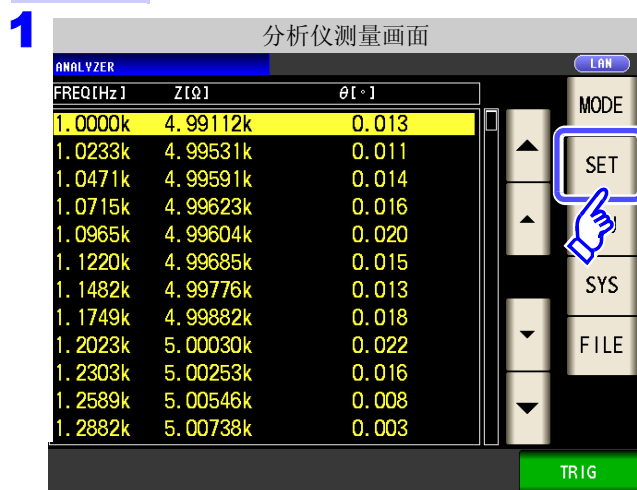 1
分析仪测量画面
ANALYZER LAN
FREQ[Hz] Z[Ω] θ[°]
1.0000k 4.99112k 0.013
1.0233k 4.99531k 0.011
1.0471k 4.99591k 0.014
1.0715k 4.99623k 0.016
1.0965k 4.99604k 0.020
1.1220k 4.99685k 0.015
1.1482k 4.99776k 0.013
1.1749k 4.99882k 0.018
1.2023k 5.00030k 0.022
1.2303k 5.00253k 0.016
1.2589k 5.00546k 0.008
1.2882k 5.00738k 0.003
MODE
SET
SYS
FILE
TRIG